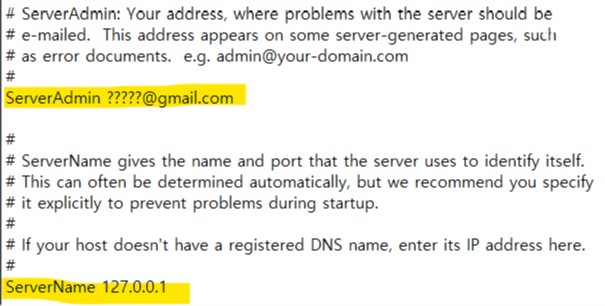 # ServerAdmin: Your address, where problems with the server should be
# e-mailed.  This address appears on some server-generated pages, such
# as error documents.  e.g. admin@your-domain.com
#
ServerAdmin ?????@gmail.com
#
# ServerName gives the name and port that the server uses to identify itself.
# This can often be determined automatically, but we recommend you specify
# it explicitly to prevent problems during startup.
#
# If your host doesn't have a registered DNS name, enter its IP address here.
#
ServerName 127.0.0.1